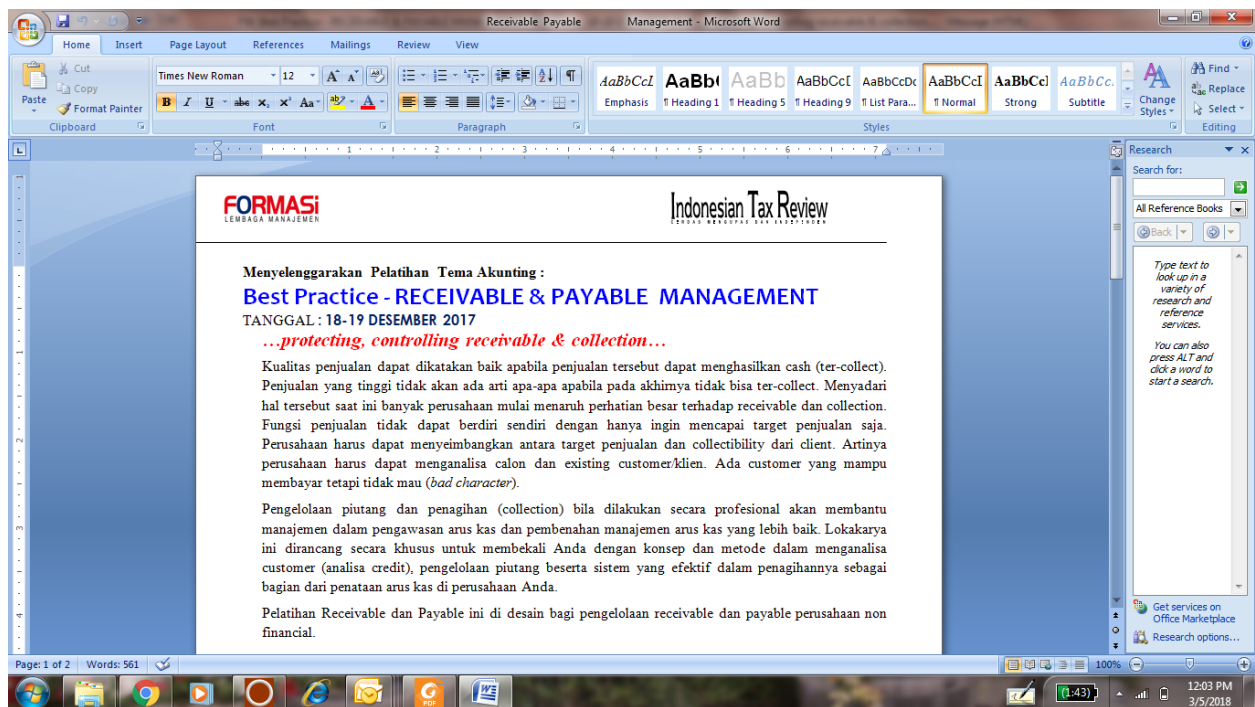 Receivable Payable Management - Microsoft Word
Home Insert Page Layout References Mailings Review View
Paste
Cut
Copy
Format Painter
Clipboard
Times New Roman 12
Font
Paragraph
AaBbCcL AaBb( AaBb AaBbCcI AaBbCcDc AaBbCcI AaBbCcl AaBbCc.
Emphasis ¶ Heading 1 ¶ Heading 5 ¶ Heading 9 ¶ List Para... ¶ Normal Strong Subtitle
Change Styles
Styles
Find
Replace
Select
Editing
FORMASi
LEMBAGA MANAJEMEN
Indonesian Tax Review
CERDAS MENGUPAS DAN INDEPENDEN
Menyelenggarakan Pelatihan Tema Akunting :
Best Practice - RECEIVABLE & PAYABLE MANAGEMENT
TANGGAL : 18-19 DESEMBER 2017
…protecting, controlling receivable & collection…
Kualitas penjualan dapat dikatakan baik apabila penjualan tersebut dapat menghasilkan cash (ter-collect).
Penjualan yang tinggi tidak akan ada arti apa-apa apabila pada akhirnya tidak bisa ter-collect. Menyadari
hal tersebut saat ini banyak perusahaan mulai menaruh perhatian besar terhadap receivable dan collection.
Fungsi penjualan tidak dapat berdiri sendiri dengan hanya ingin mencapai target penjualan saja.
Perusahaan harus dapat menyeimbangkan antara target penjualan dan collectibility dari client. Artinya
perusahaan harus dapat menganalisa calon dan existing customer/klien. Ada customer yang mampu
membayar tetapi tidak mau (bad character).
Pengelolaan piutang dan penagihan (collection) bila dilakukan secara profesional akan membantu
manajemen dalam pengawasan arus kas dan pembenahan manajemen arus kas yang lebih baik. Lokakarya
ini dirancang secara khusus untuk membekali Anda dengan konsep dan metode dalam menganalisa
customer (analisa credit), pengelolaan piutang beserta sistem yang efektif dalam penagihannya sebagai
bagian dari penataan arus kas di perusahaan Anda.
Pelatihan Receivable dan Payable ini di desain bagi pengelolaan receivable dan payable perusahaan non
financial.
Research
Search for:
All Reference Books
Back
Type text to
look up in a
variety of
research and
reference
services.
You can also
press ALT and
click a word to
start a search.
Get services on
Office Marketplace
Research options...
Page: 1 of 2 Words: 561
100%
(1:43)
12:03 PM
3/5/2018